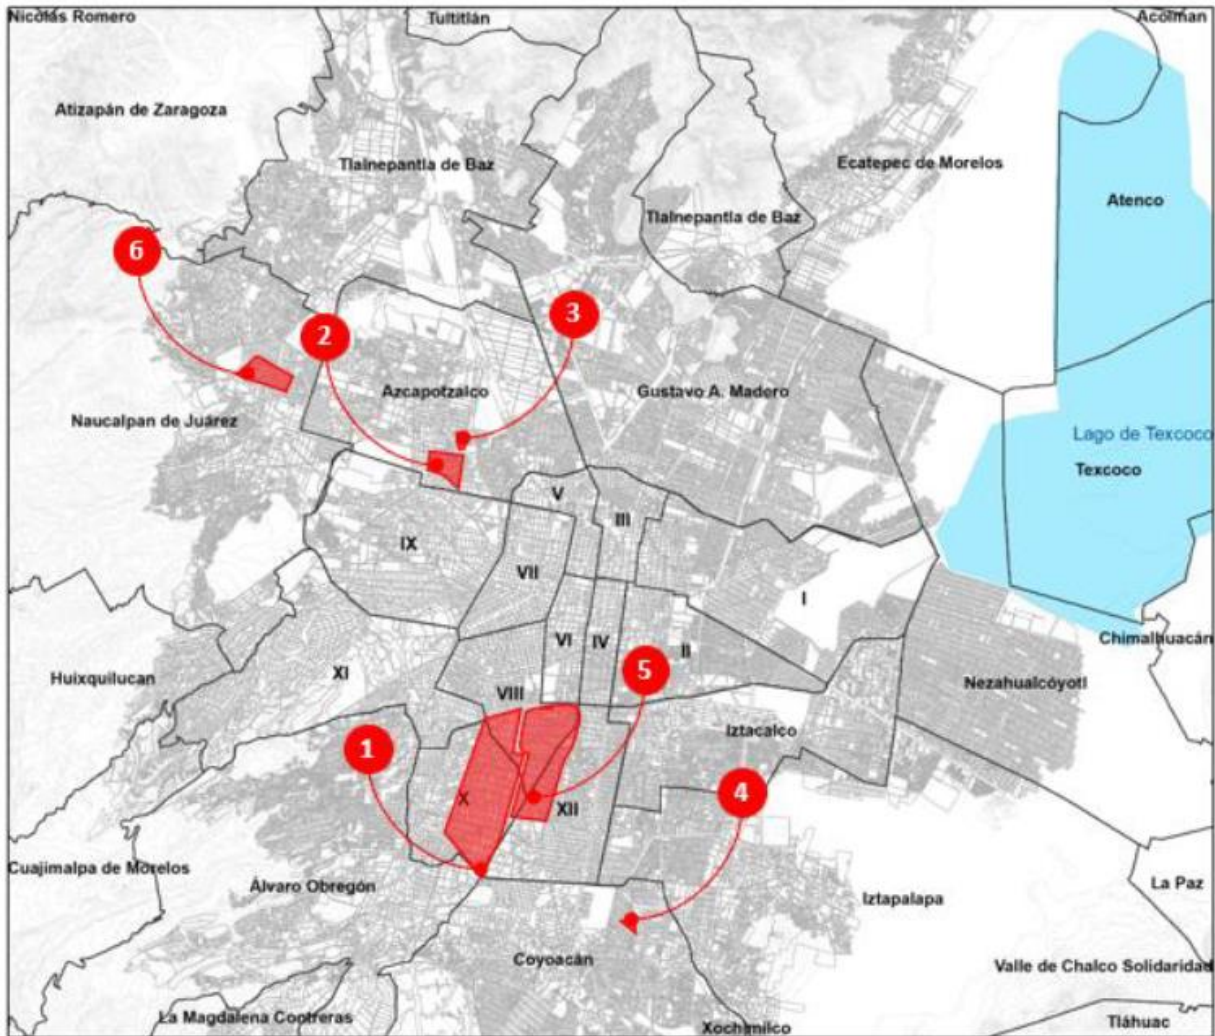 Nicolás Romero
Tultitlán
Acolman
Atizapán de Zaragoza
Tlalnepantla de Baz
Ecatepec de Morelos
Atenco
Tlalnepantla de Baz
6
3
2
Azcapotzalco
Gustavo A. Madero
Naucalpan de Juárez
Lago de Texcoco
Texcoco
V
III
IX
VII
I
Chimalhuacán
VI
IV
II
XI
5
Huixquilucan
VIII
Nezahualcóyotl
Iztacalco
1
4
X
XII
Cuajimalpa de Morelos
Álvaro Obregón
La Paz
Iztapalapa
Coyoacán
Valle de Chalco Solidaridad
La Magdalena Contreras
Xochimilco
Tláhuac